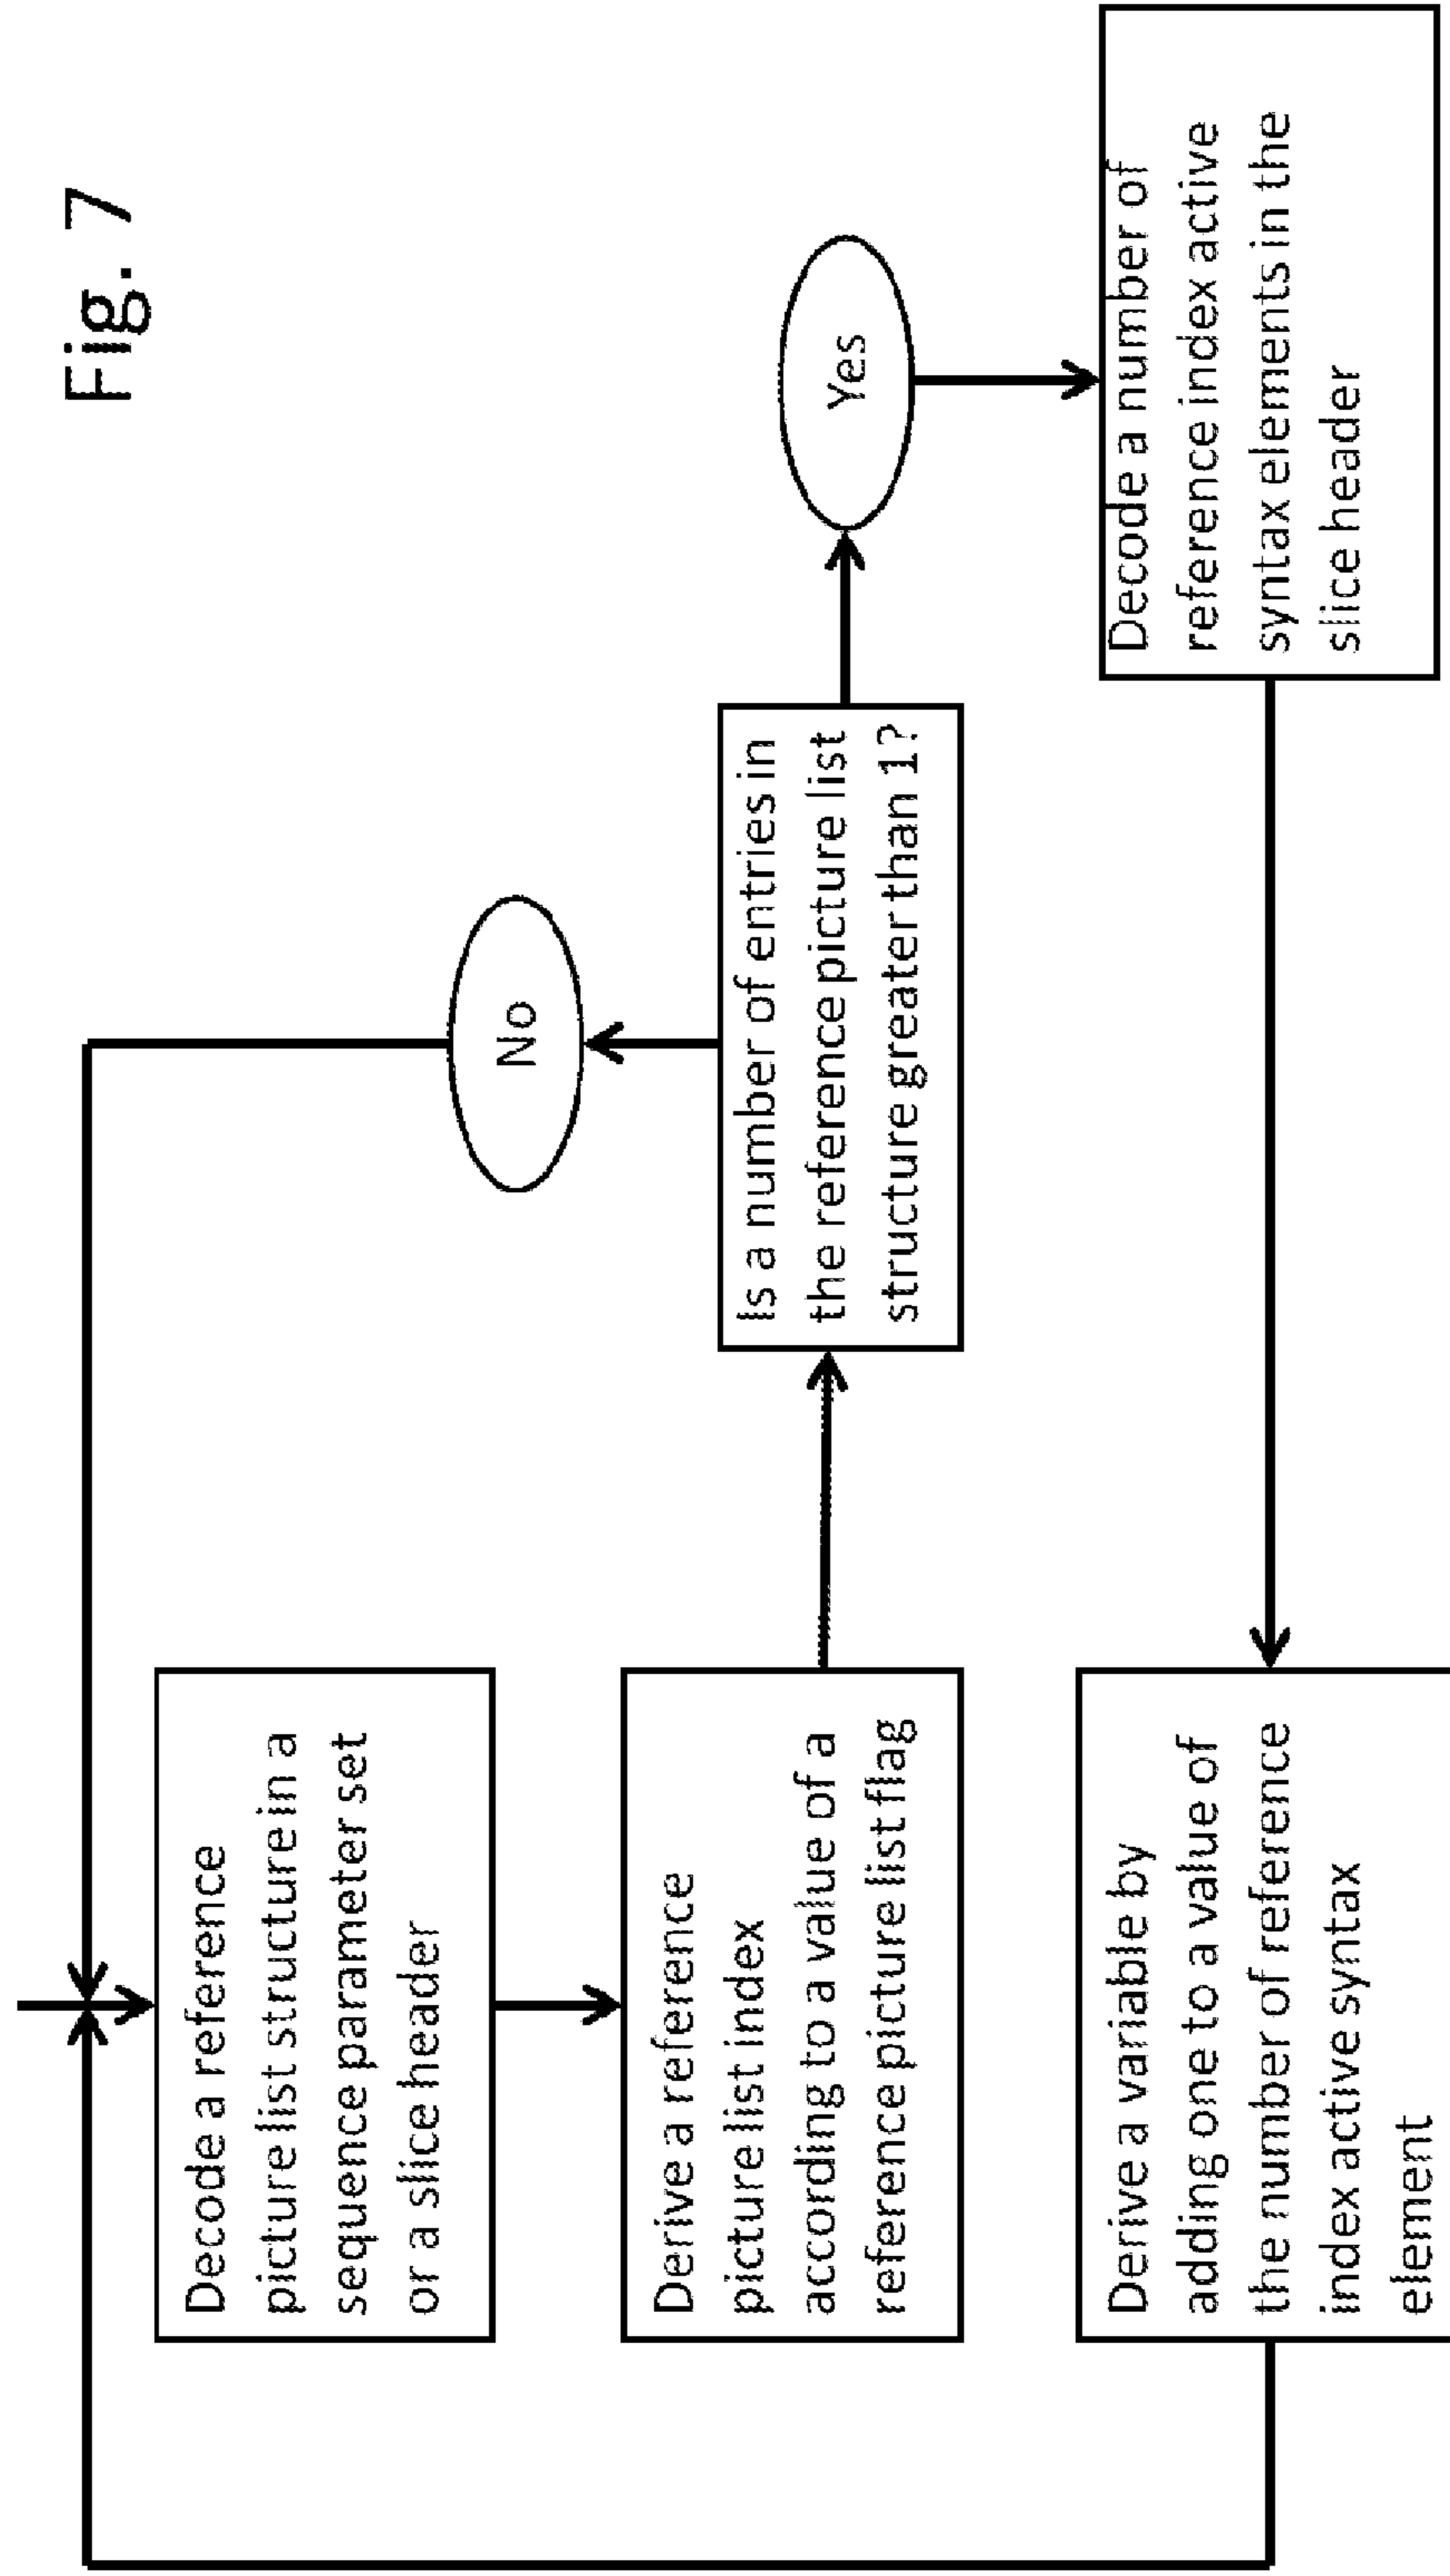 Fig. 7
Decode a reference
picture list structure in a
sequence parameter set
or a slice header
Derive a reference
picture list index
according to a value of a
reference picture list flag
Is a number of entries in
the reference picture list
structure greater than 1?
No
Yes
Decode a number of
reference index active
syntax elements in the
slice header
Derive a variable by
adding one to a value of
the number of reference
index active syntax
element